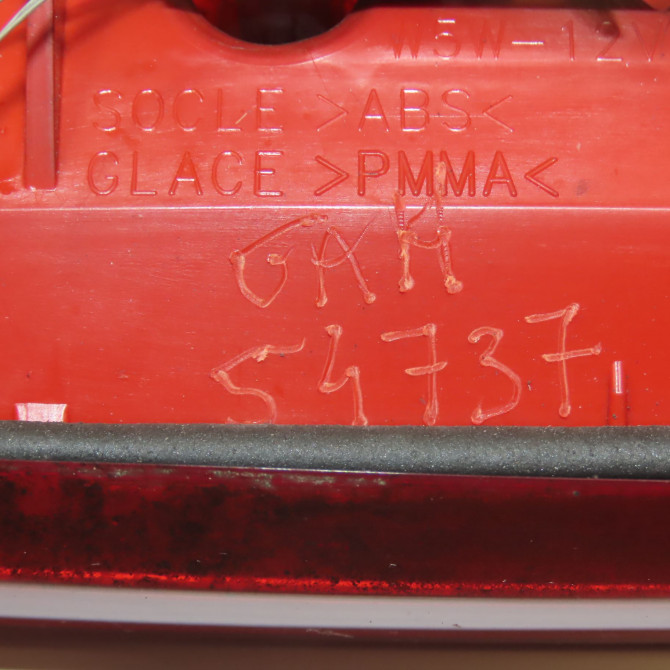 W5W-12V
SOCLE >ABS<
GLACE >PMMA<
GAM
54737